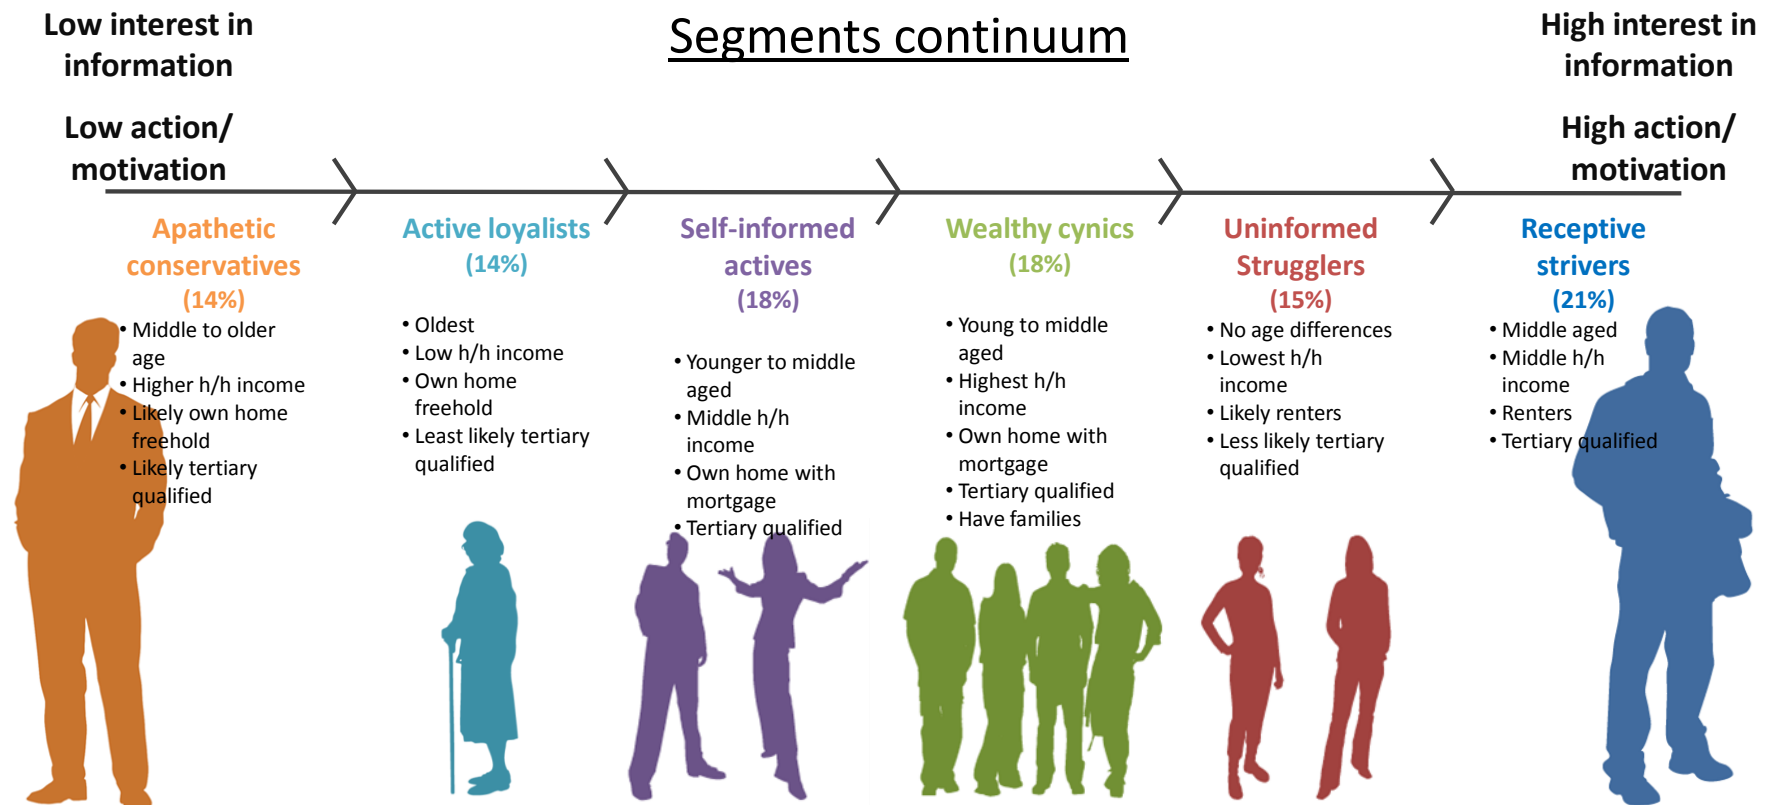 Segments continuum
Low interest in
information
Low action/
motivation
High interest in
information
High action/
motivation
Apathetic
conservatives
(14%)
• Middle to older
age
• Higher h/h income
• Likely own home
freehold
• Likely tertiary
qualified
Active loyalists
(14%)
• Oldest
• Low h/h income
• Own home
freehold
• Least likely tertiary
qualified
Self-informed
actives
(18%)
• Younger to middle
aged
• Middle h/h
income
• Own home with
mortgage
• Tertiary qualified
Wealthy cynics
(18%)
• Young to middle
aged
• Highest h/h
income
• Own home with
mortgage
• Tertiary qualified
• Have families
Uninformed
Strugglers
(15%)
• No age differences
• Lowest h/h
income
• Likely renters
• Less likely tertiary
qualified
Receptive
strivers
(21%)
• Middle aged
• Middle h/h
income
• Renters
• Tertiary qualified